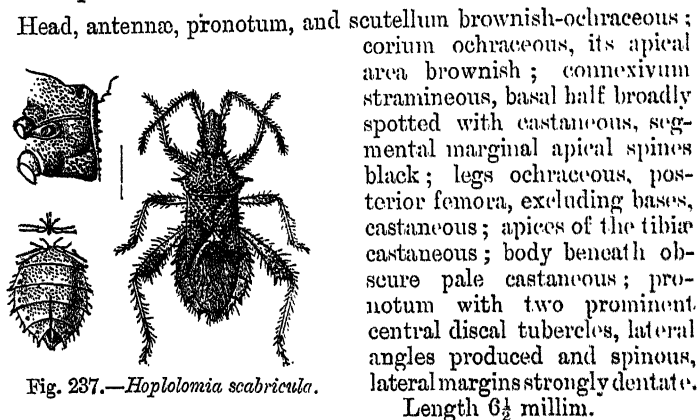 Head, antennæ, pronotum, and scutellum brownish-ochraceous ;
corium ochraceous, its apical
area brownish ; connexivum
stramineous, basal half broadly
spotted with castaneous, seg-
mental marginal apical spines
black ; legs ochraceous, pos-
terior femora, excluding bases,
castaneous ; apices of the tibiæ
castaneous ; body beneath ob-
scure pale castaneous ; pro-
notum with two prominent
central discal tubercles, lateral
angles produced and spinous,
lateral margins strongly dentate.
Length 6½ millim.
Fig. 237.—Hoplolomia scabricula.